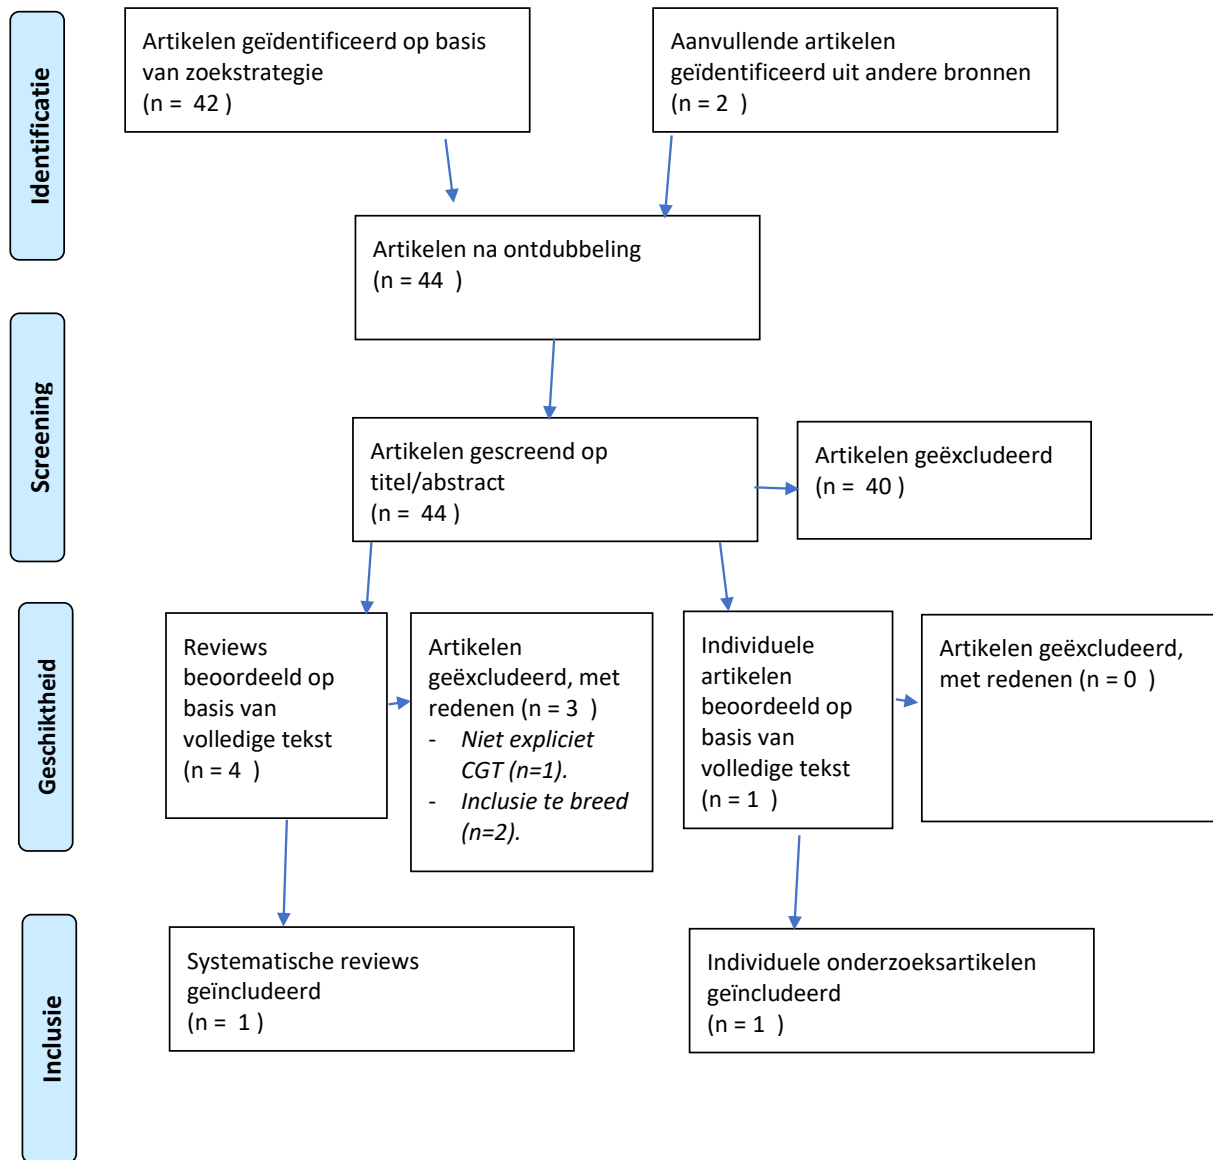 Identificatie
Artikelen geïdentificeerd op basis
van zoekstrategie
(n =  42 )
Aanvullende artikelen
geïdentificeerd uit andere bronnen
(n = 2  )
Artikelen na ontdubbeling
(n = 44  )
Screening
Artikelen gescreend op
titel/abstract
(n =  44 )
Artikelen geëxcludeerd
(n =  40 )
Geschiktheid
Reviews
beoordeeld op
basis van
volledige tekst
(n = 4  )
Artikelen
geëxcludeerd, met
redenen (n = 3  )
- Niet expliciet
CGT (n=1).
- Inclusie te breed
(n=2).
Individuele
artikelen
beoordeeld op
basis van
volledige tekst
(n = 1  )
Artikelen geëxcludeerd,
met redenen (n = 0  )
Inclusie
Systematische reviews
geïncludeerd
(n =  1 )
Individuele onderzoeksartikelen
geïncludeerd
(n = 1  )